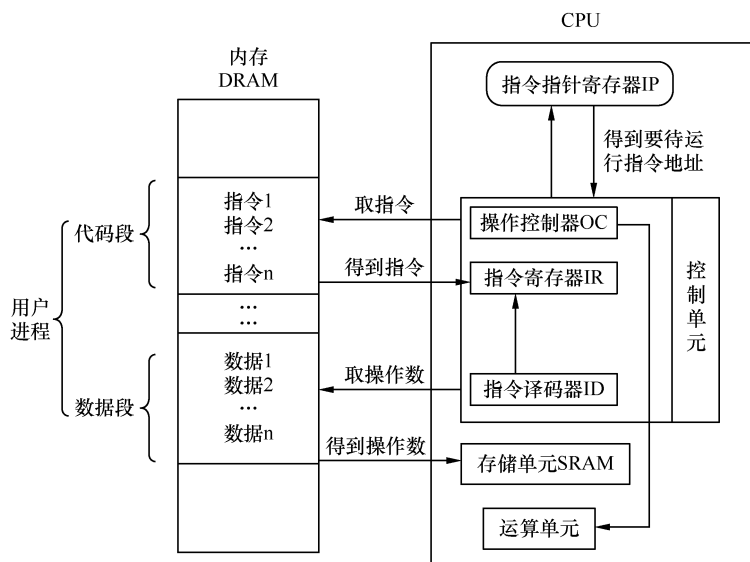 CPU
内存
DRAM
指令指针寄存器IP
得到要待运
行指令地址
指令1
指令2
…
指令n
…
…
数据1
数据2
…
数据n
用户
进程
代码段
数据段
取指令
得到指令
取操作数
得到操作数
操作控制器OC
指令寄存器IR
指令译码器ID
控制单元
存储单元SRAM
运算单元